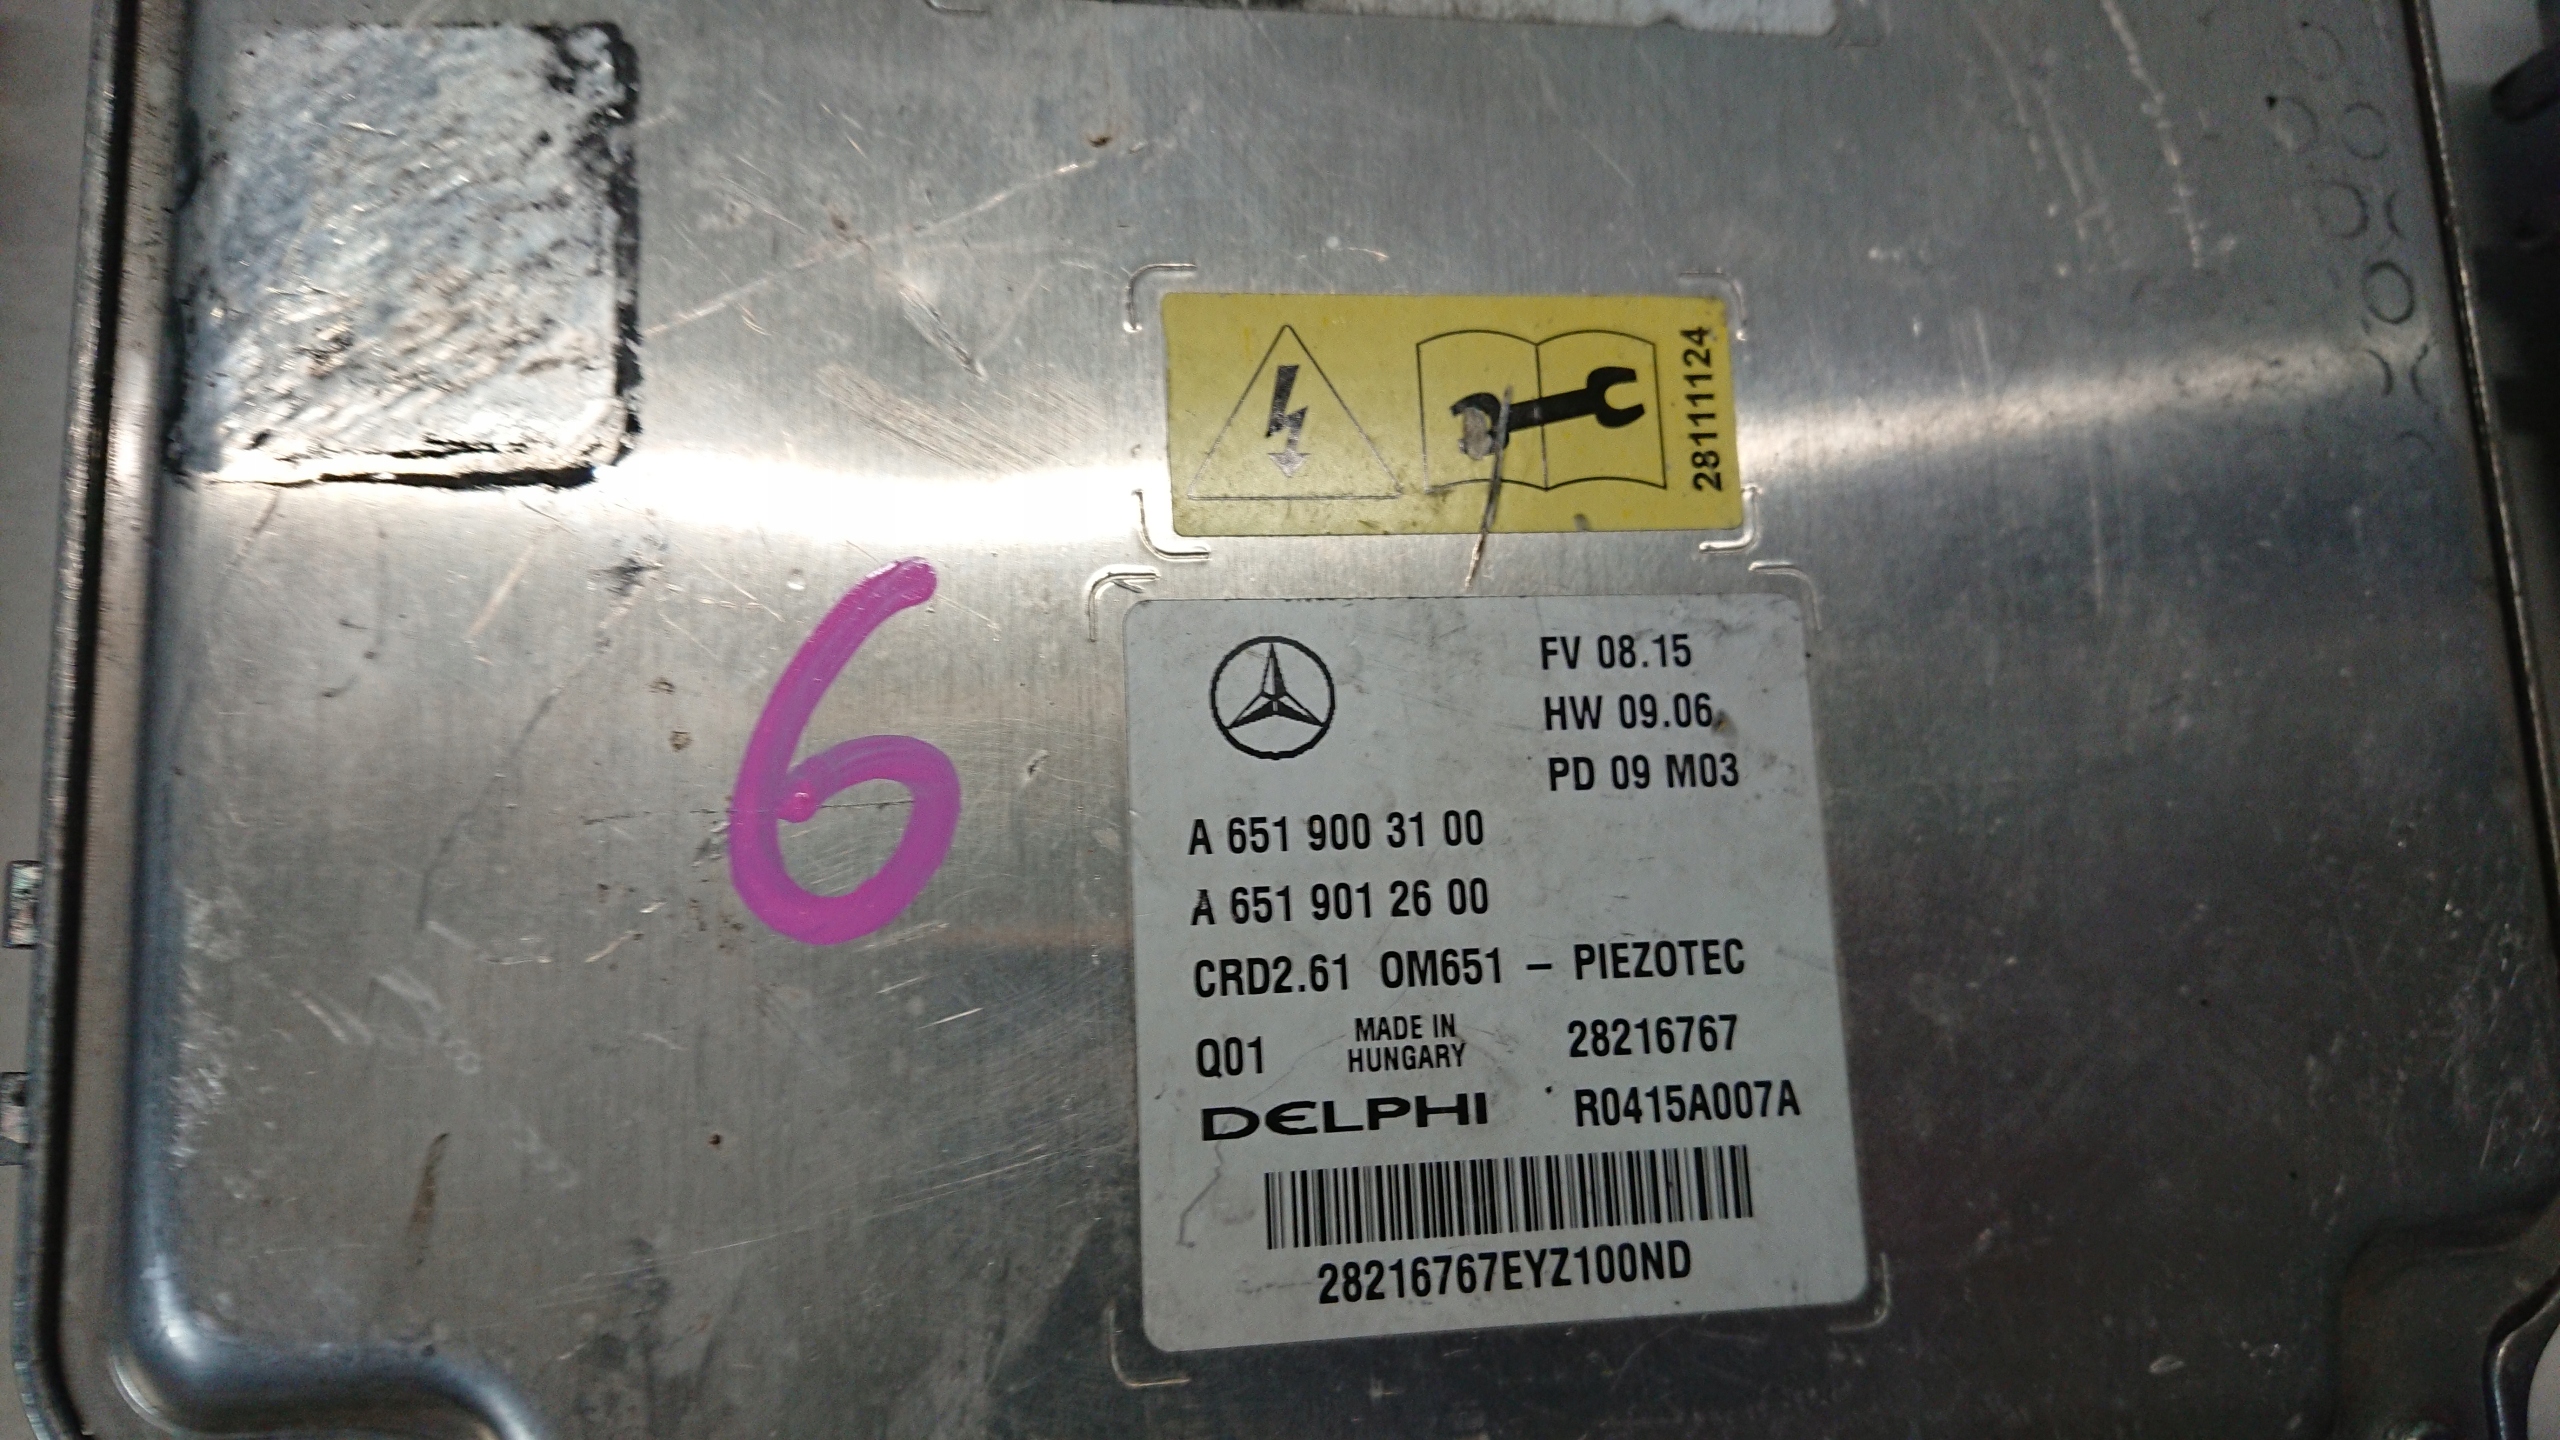 28111124
6
FV 08.15
HW 09.06
PD 09 M03
A 651 900 31 00
A 651 901 26 00
CRD2.61 OM651 – PIEZOTEC
Q01 MADE IN HUNGARY 28216767
DELPHI R0415A007A
28216767EYZ100ND